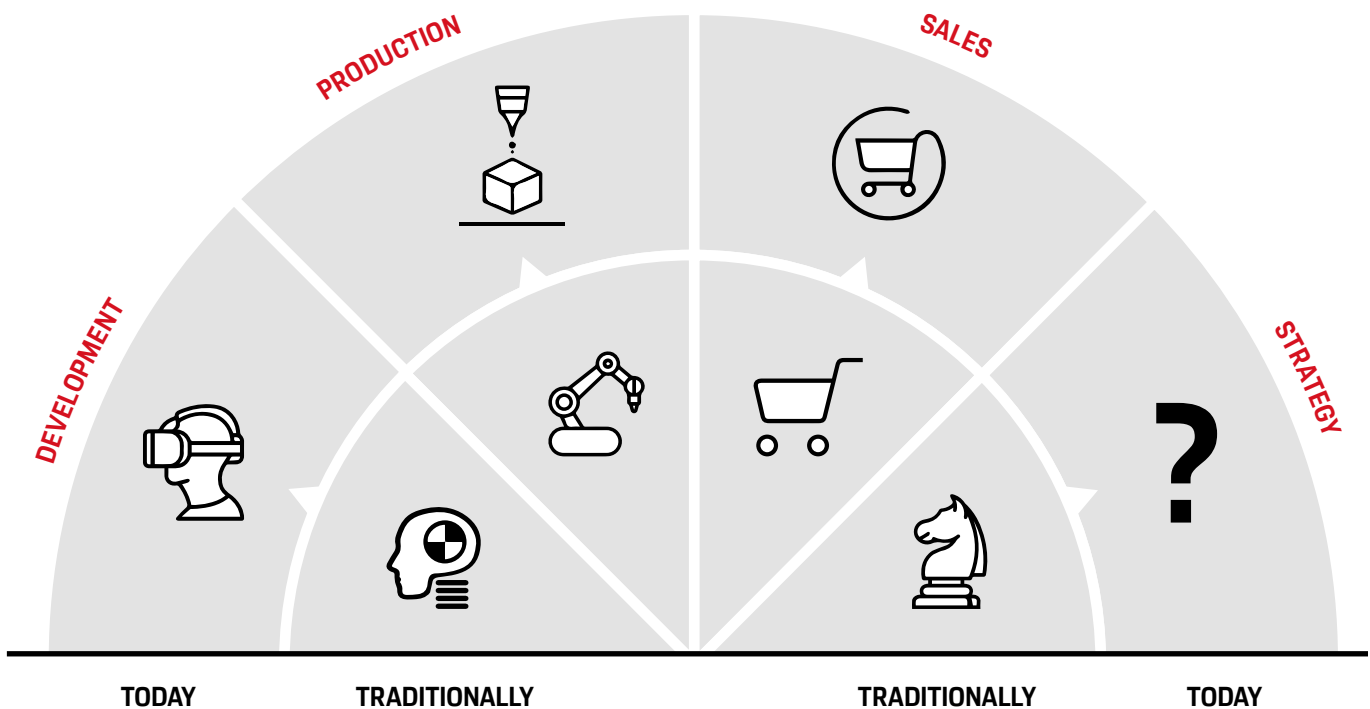 PRODUCTION
SALES
DEVELOPMENT
STRATEGY
?
TODAY
TRADITIONALLY
TRADITIONALLY
TODAY